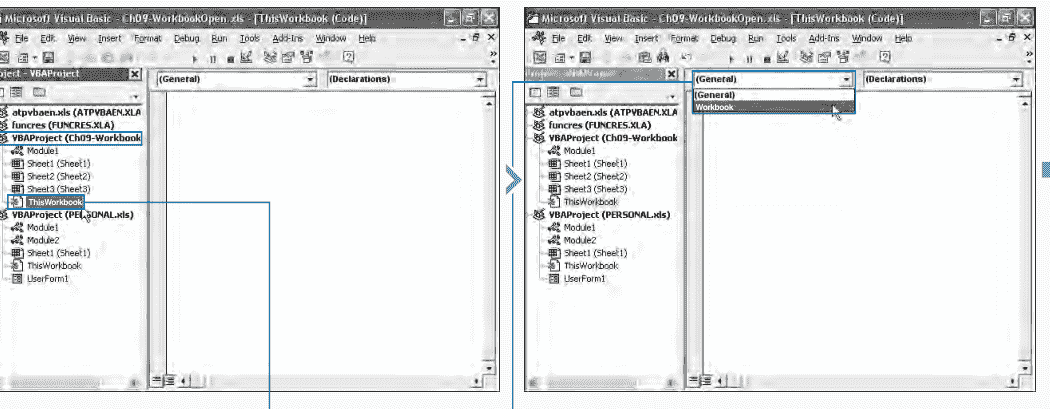 Microsoft Visual Basic - Ch09-WorkbookOpen.xls - [ThisWorkbook (Code)]
File Edit View Insert Format Debug Run Tools Add-Ins Window Help
oject - VBAProject
(General) (Declarations)
atpvbaen.xls (ATPVBAEN.XLA
funcres (FUNCRES.XLA)
VBAProject (Ch09-Workbook
Module1
Sheet1 (Sheet1)
Sheet2 (Sheet2)
Sheet3 (Sheet3)
ThisWorkbook
VBAProject (PERSONAL.xls)
Module1
Module2
Sheet1 (Sheet1)
ThisWorkbook
UserForm1
Microsoft Visual Basic - Ch09-WorkbookOpen.xls - [ThisWorkbook (Code)]
File Edit View Insert Format Debug Run Tools Add-Ins Window Help
(General) (Declarations)
(General)
Workbook
atpvbaen.xls (ATPVBAEN.XLA
funcres (FUNCRES.XLA)
VBAProject (Ch09-Workbook
Module1
Sheet1 (Sheet1)
Sheet2 (Sheet2)
Sheet3 (Sheet3)
ThisWorkbook
VBAProject (PERSONAL.xls)
Module1
Module2
Sheet1 (Sheet1)
ThisWorkbook
UserForm1